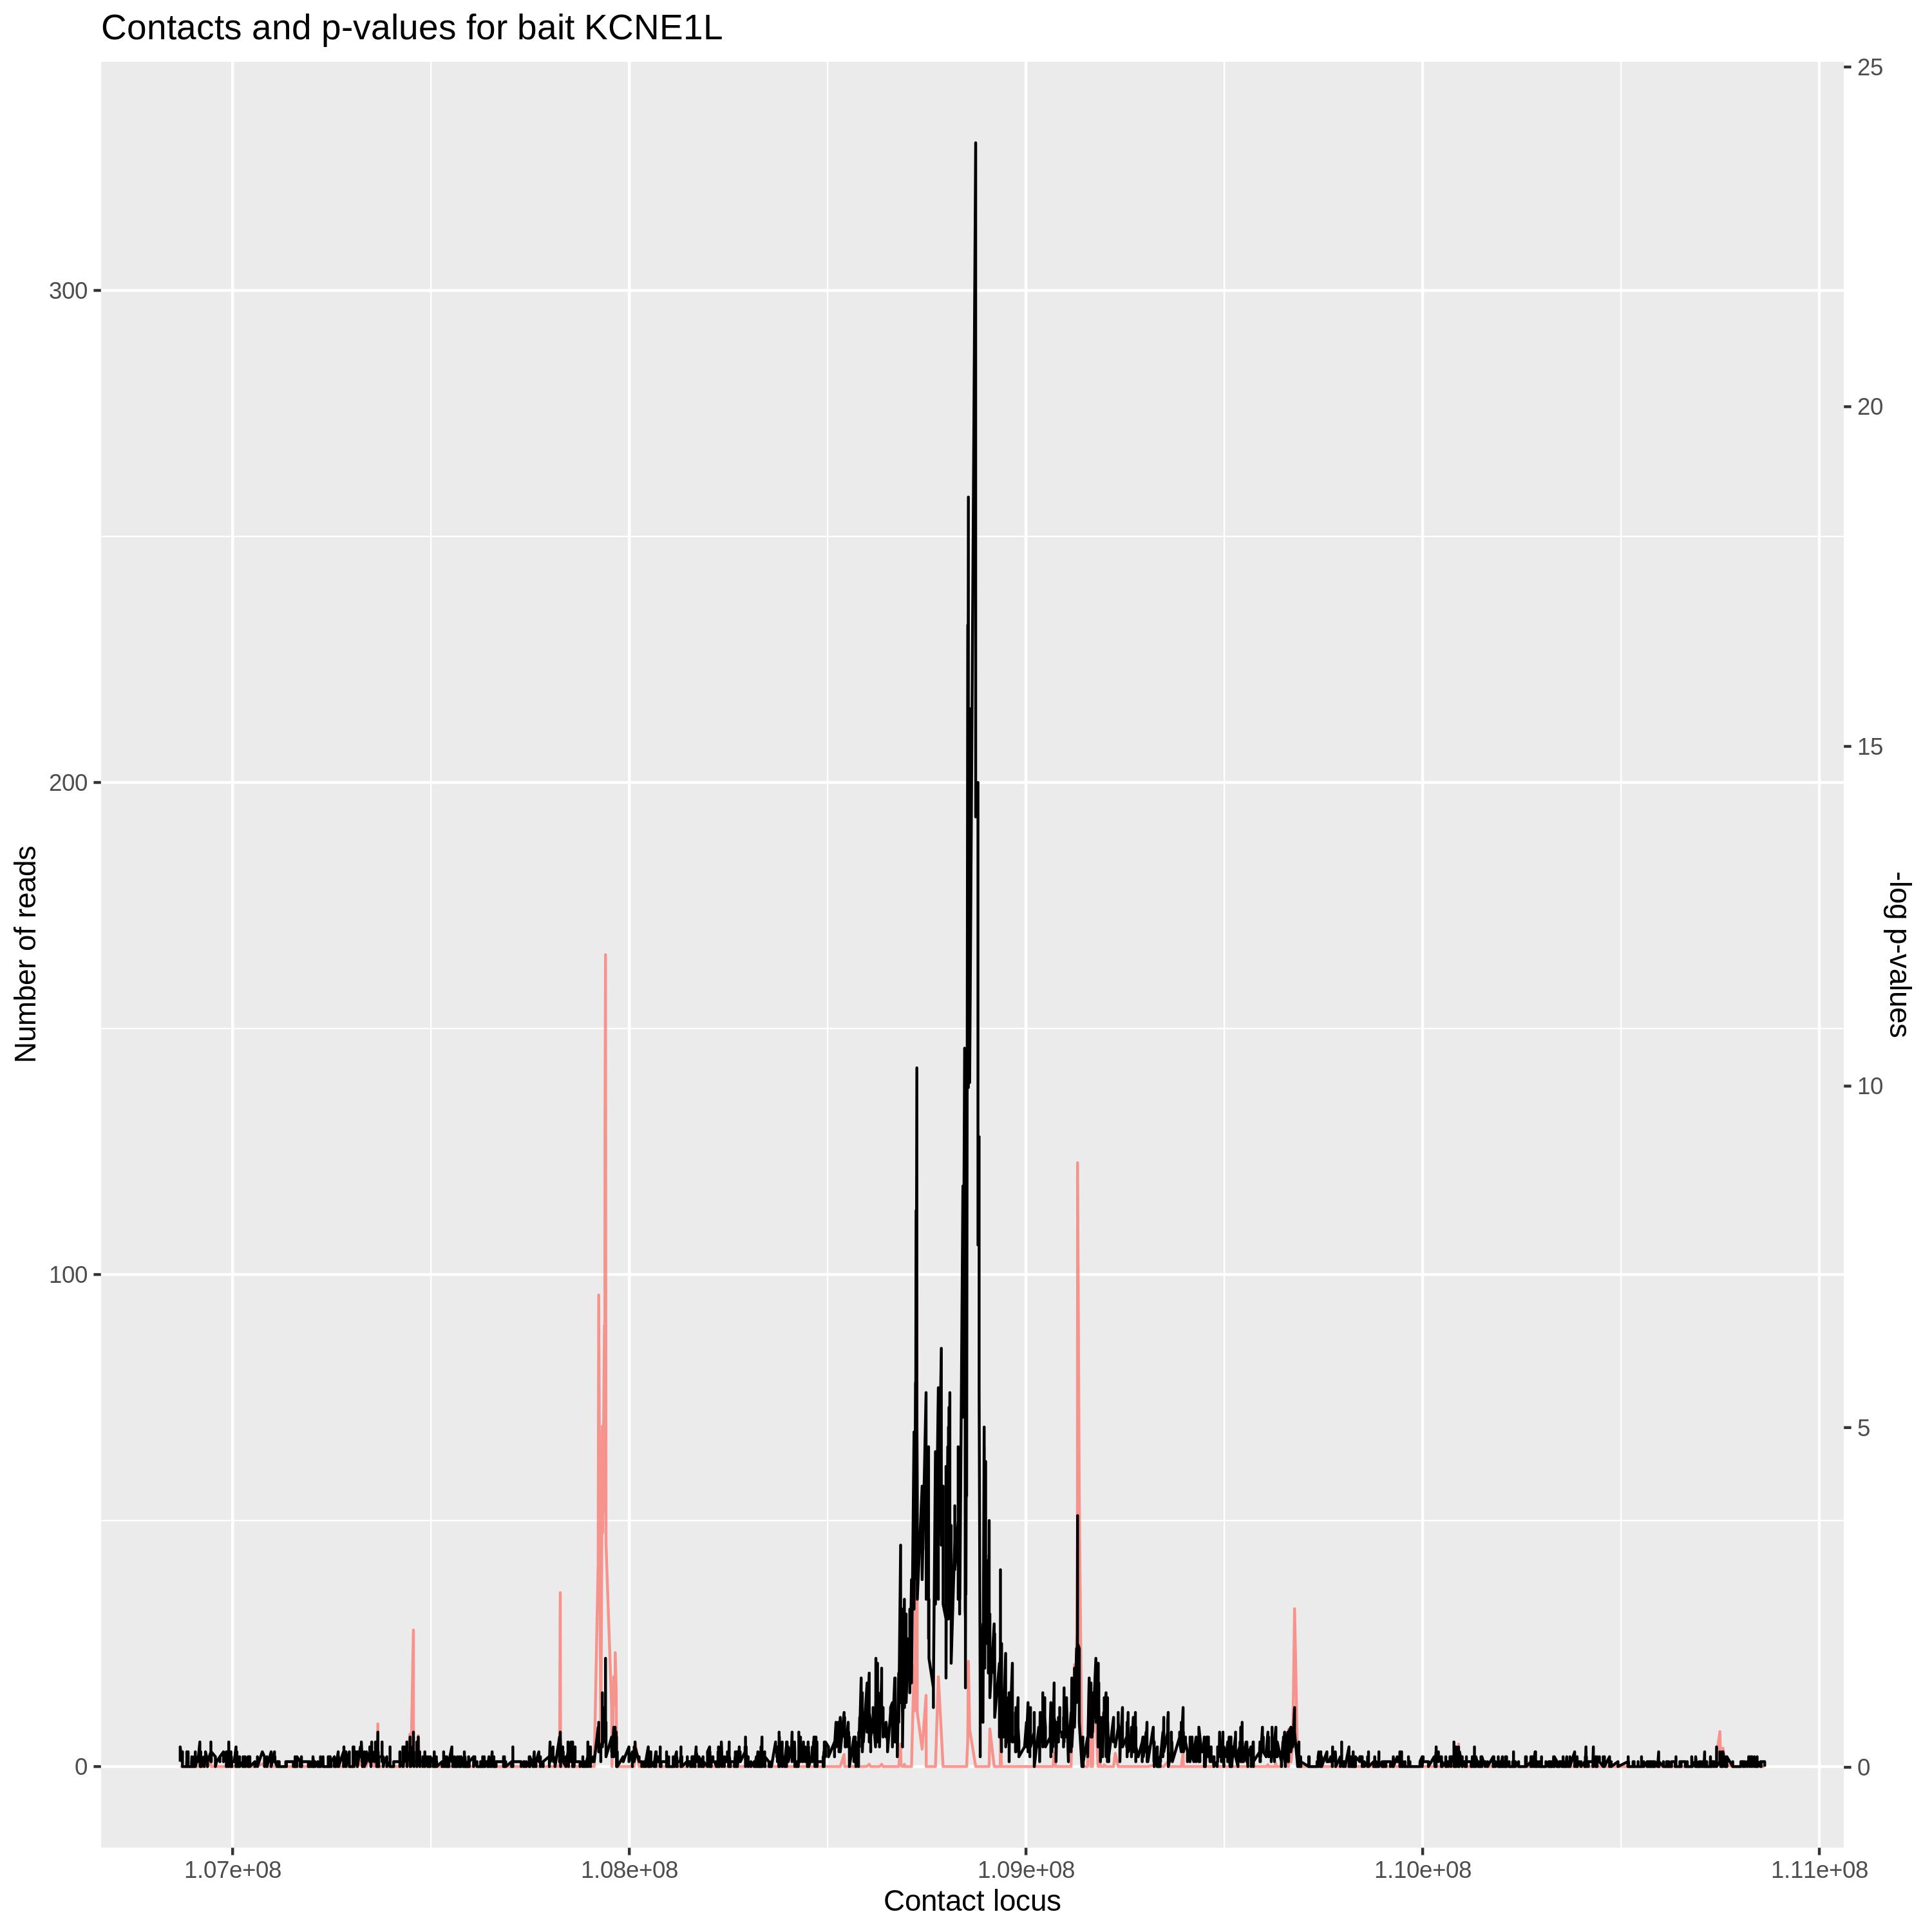 Contacts and p-values for bait KCNE1L
Number of reads
300
200
100
0
25
20
15
10
5
0
-log p-values
1.07e+08 1.08e+08 1.09e+08 1.10e+08 1.11e+08
Contact locus